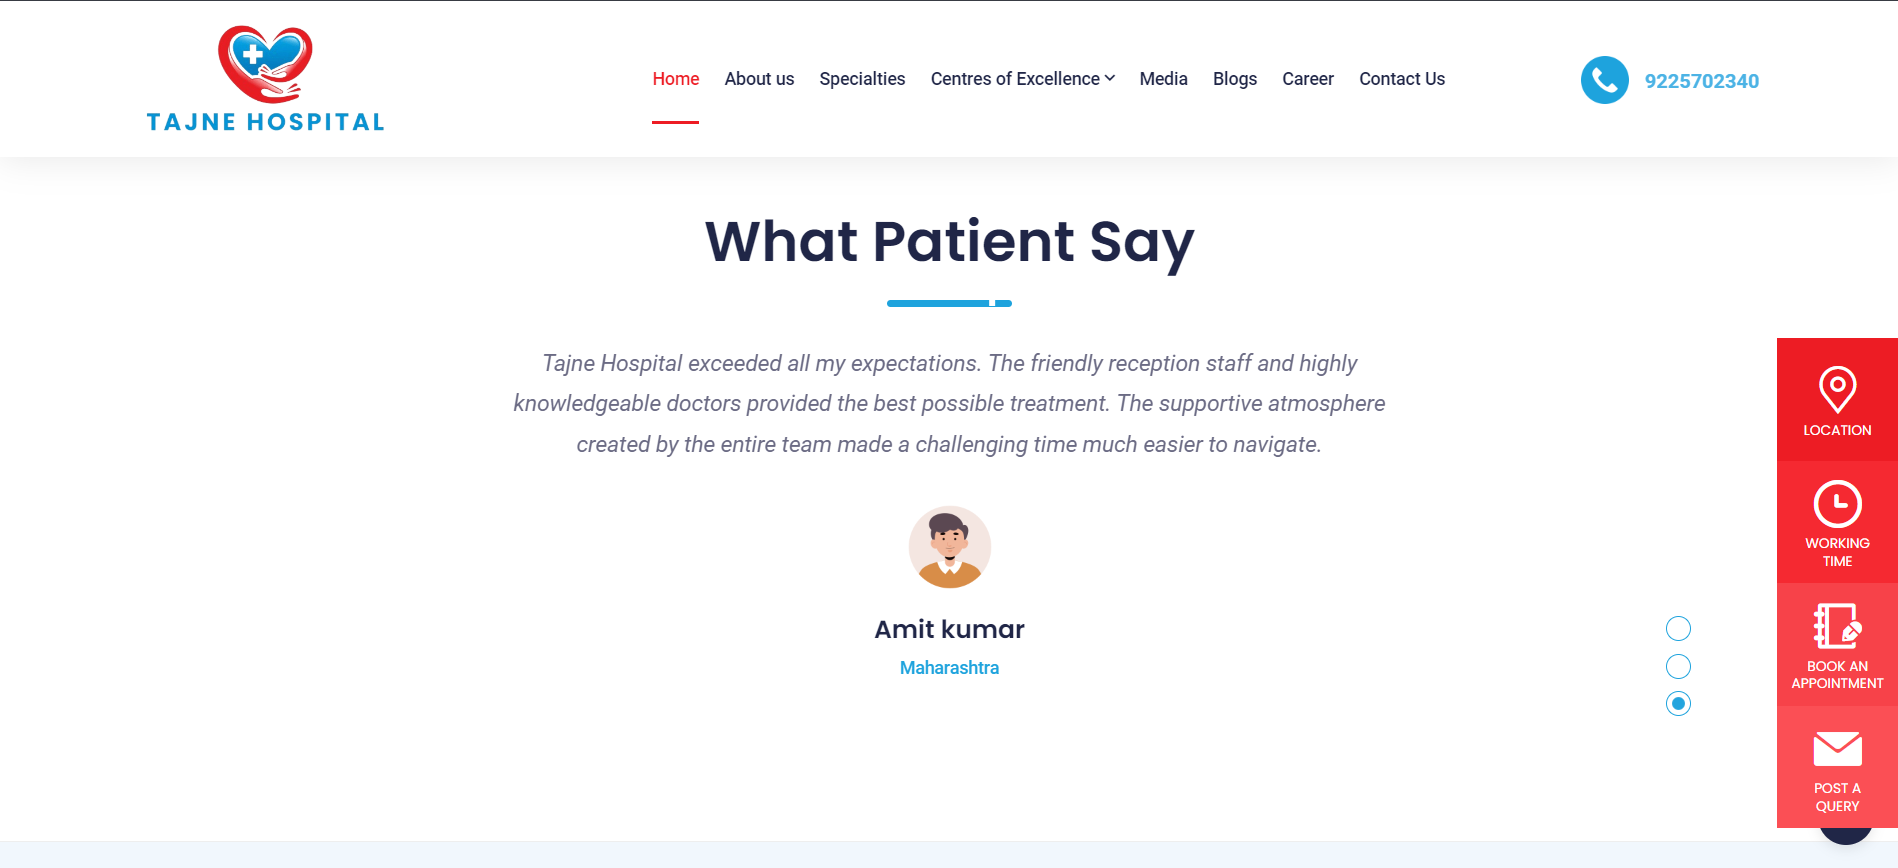 TAJNE HOSPITAL
Home About us Specialties Centres of Excellence Media Blogs Career Contact Us
9225702340
What Patient Say
Tajne Hospital exceeded all my expectations. The friendly reception staff and highly
knowledgeable doctors provided the best possible treatment. The supportive atmosphere
created by the entire team made a challenging time much easier to navigate.
Amit kumar
Maharashtra
LOCATION
WORKING
TIME
BOOK AN
APPOINTMENT
POST A
QUERY